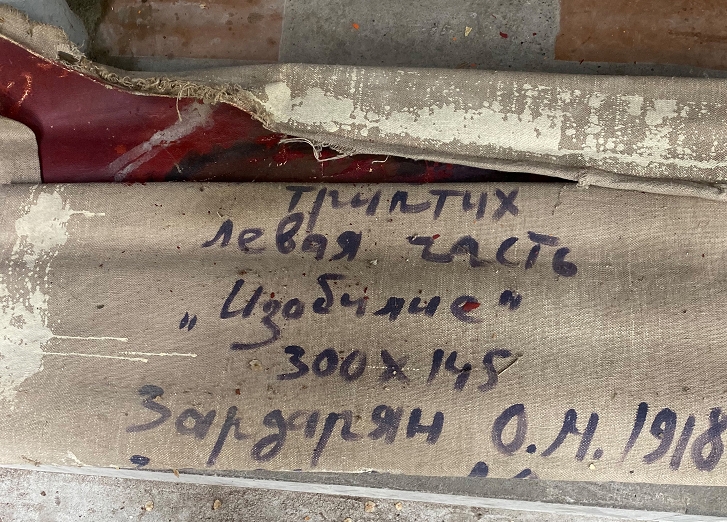 триптих
левая часть
„Изобилие"
300х145
Зардарян О.М. 1918